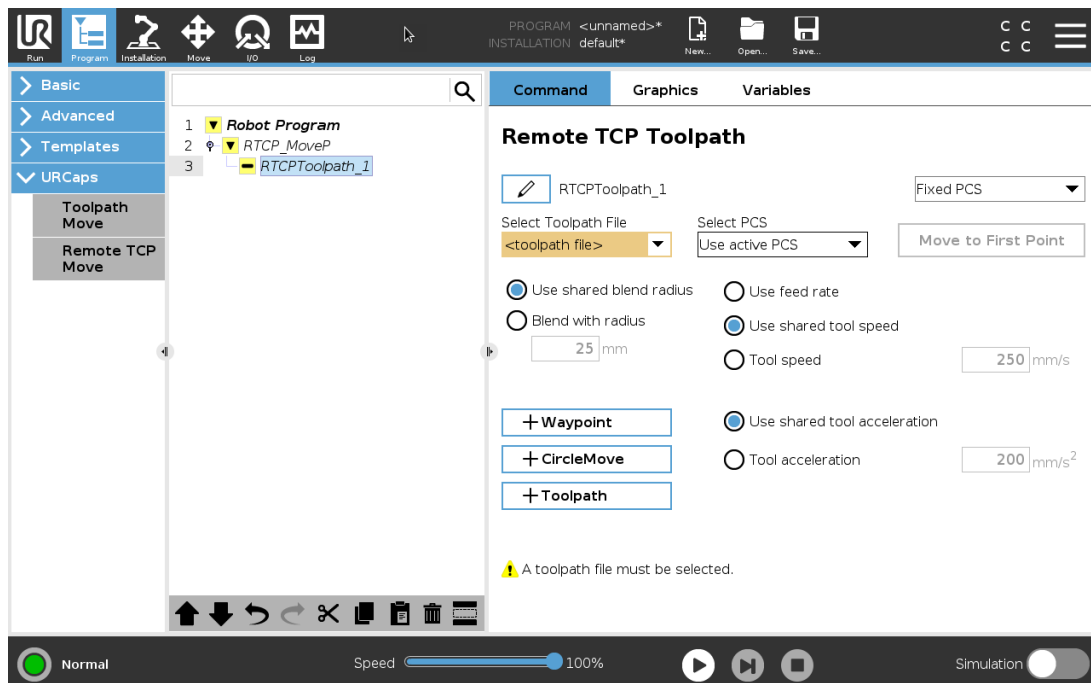 UR
PROGRAM <unnamed>*
INSTALLATION default*
C C
C C
Run Program Installation Move I/O Log New... Open... Save...
Basic
Advanced
Templates
URCaps
Toolpath
Move
Remote TCP
Move
1 Robot Program
2 RTCP_MoveP
3 RTCPToolpath_1
Command Graphics Variables
Remote TCP Toolpath
RTCPToolpath_1 Fixed PCS
Select Toolpath File Select PCS
<toolpath file> Use active PCS Move to First Point
Use shared blend radius Use feed rate
Blend with radius Use shared tool speed
25 mm Tool speed 250 mm/s
+Waypoint Use shared tool acceleration
+CircleMove Tool acceleration 200 mm/s²
+Toolpath
A toolpath file must be selected.
Normal Speed 100% Simulation